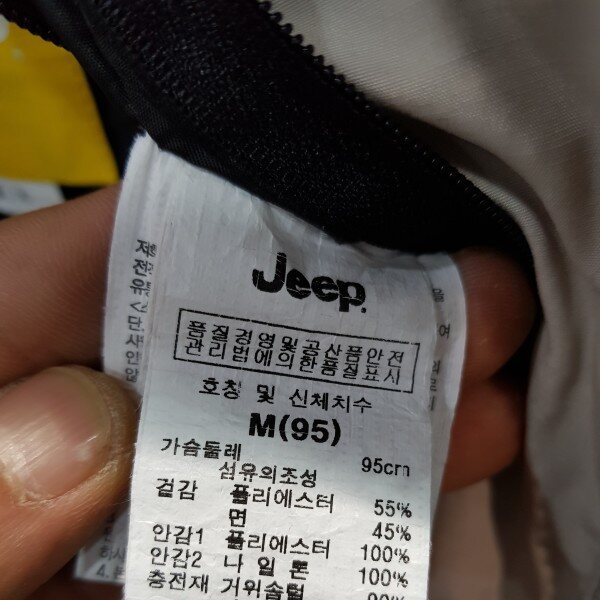 Jeep
품질경영및공산품안전
관리법에의한품질표시
호칭 및 신체치수
M(95)
가슴둘레 95cm
섬유의조성
겉감 폴리에스터 55%
면 45%
안감1 폴리에스터 100%
안감2 나 일 론 100%
충전재 거위솜털 90%